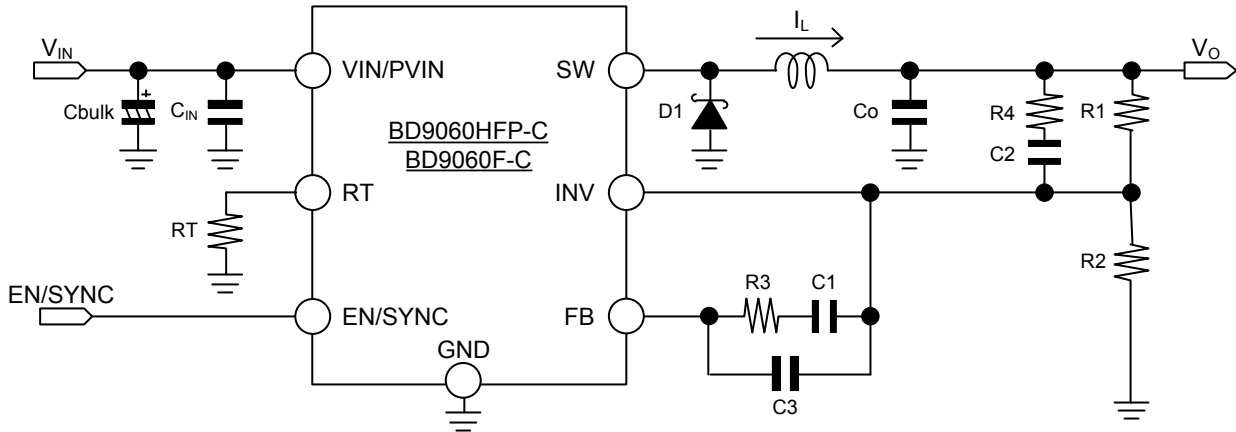 V_IN
I_L
V_O
VIN/PVIN
SW
+
Cbulk
C_IN
D1
Co
R4
R1
BD9060HFP-C
BD9060F-C
C2
RT
INV
RT
R2
EN/SYNC
R3
C1
EN/SYNC
FB
GND
C3